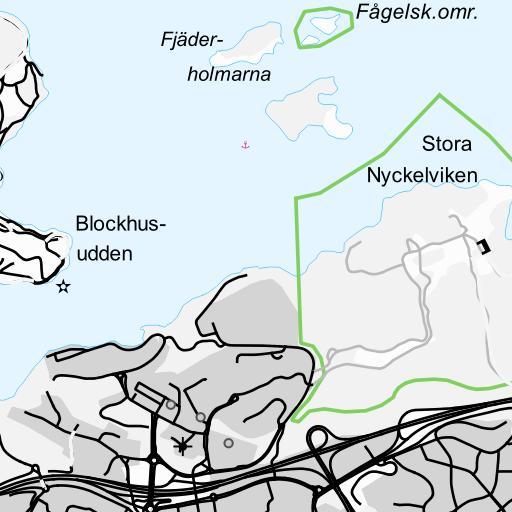 Fågelsk.omr.
Fjäder-
holmarna
Stora
Nyckelviken
Blockhus-
udden